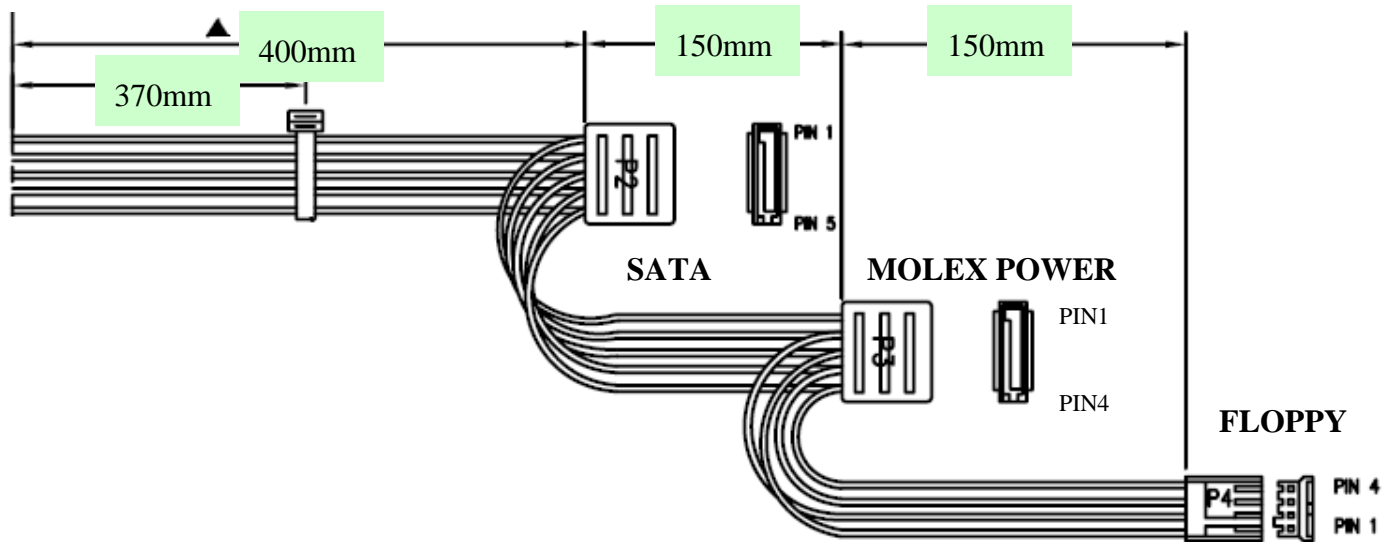 400mm
150mm
150mm
370mm
P2
PIN 1
PIN 5
SATA
MOLEX POWER
P3
PIN1
PIN4
FLOPPY
P4
PIN 4
PIN 1